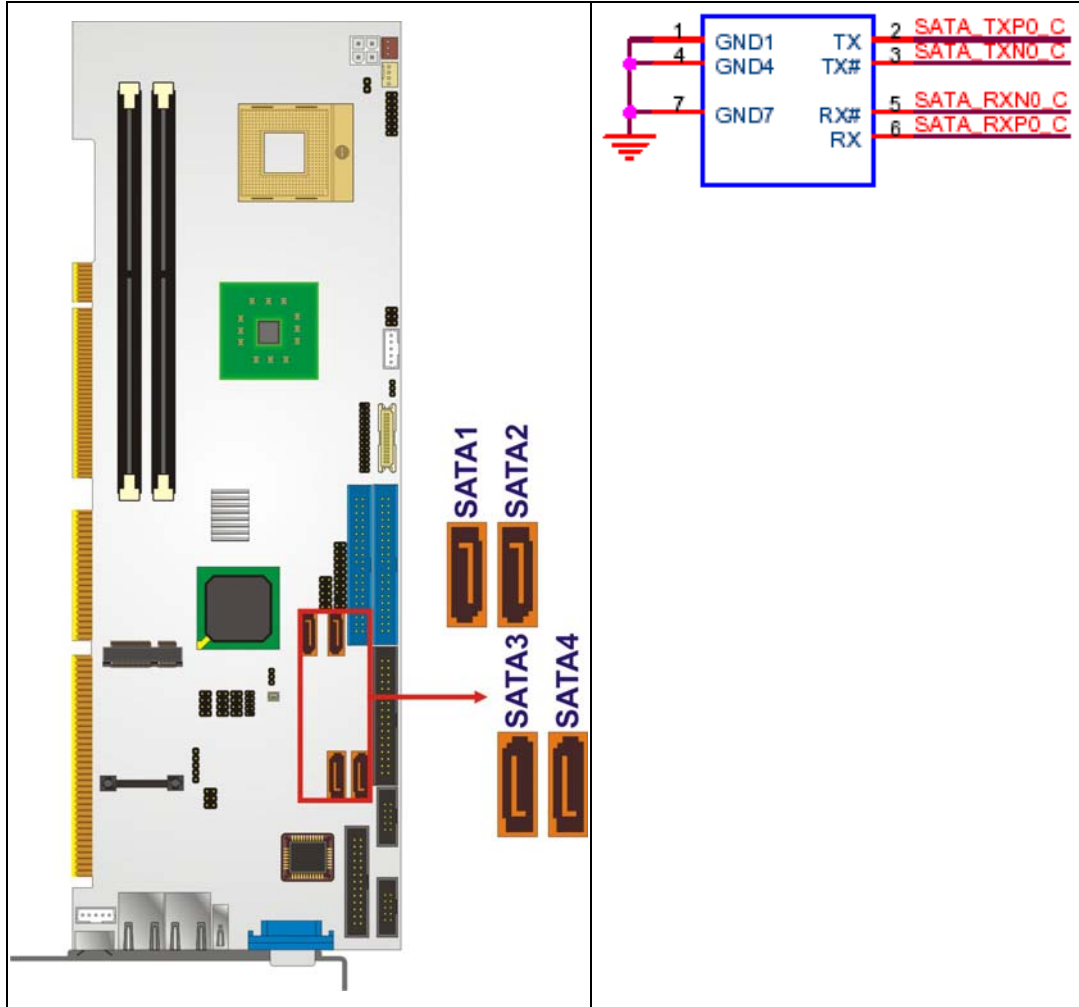 SATA1
SATA2
SATA3
SATA4
1 GND1 TX 2 SATA_TXP0_C
4 GND4 TX# 3 SATA_TXN0_C
7 GND7 RX# 5 SATA_RXN0_C
RX 6 SATA_RXP0_C